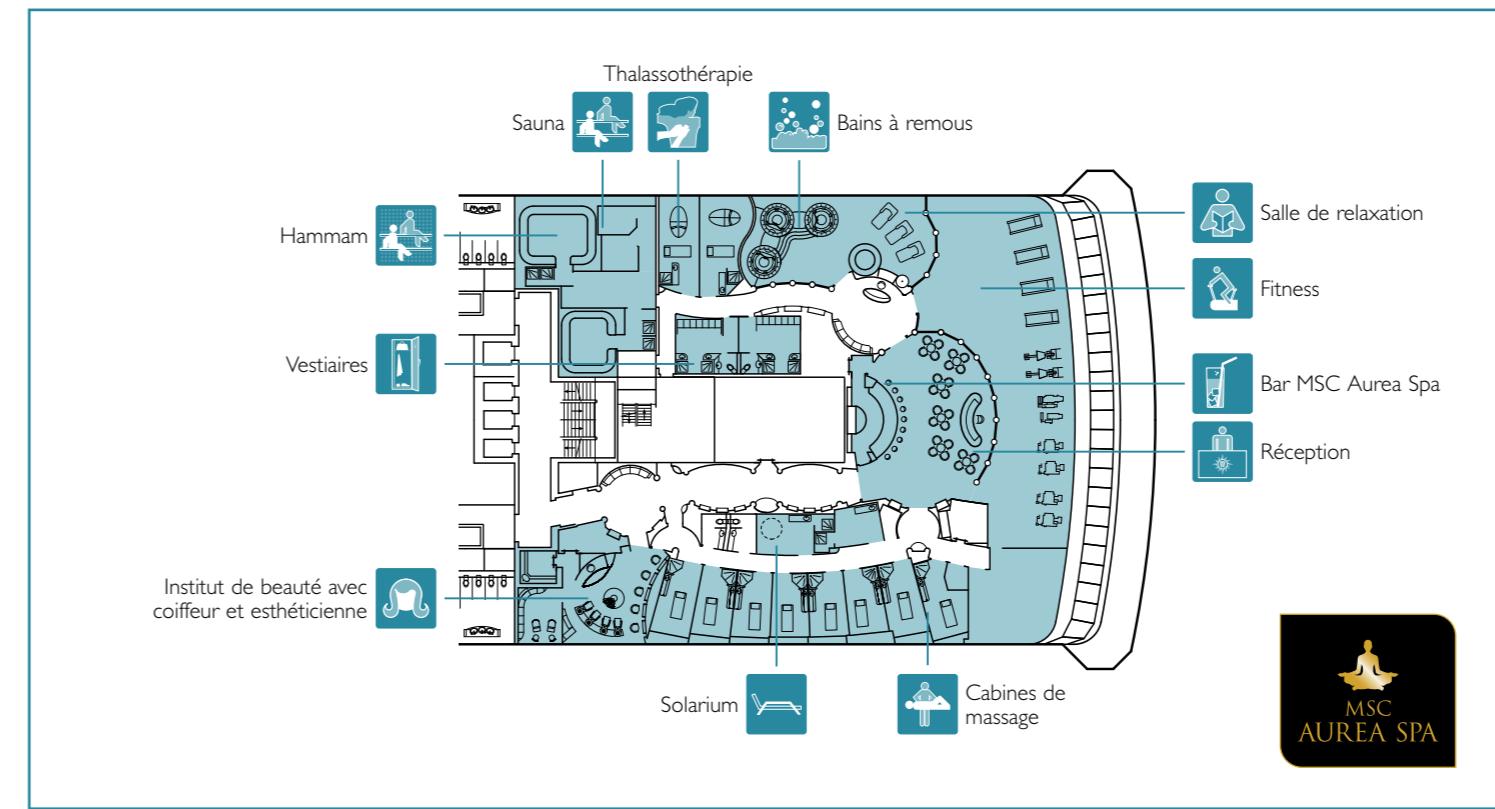 Thalassothérapie
Sauna
Bains à remous
Hammam
Salle de relaxation
Fitness
Vestiaires
Bar MSC Aurea Spa
Réception
Institut de beauté avec
coiffeur et esthéticienne
Solarium
Cabines de
massage
MSC
AUREA SPA